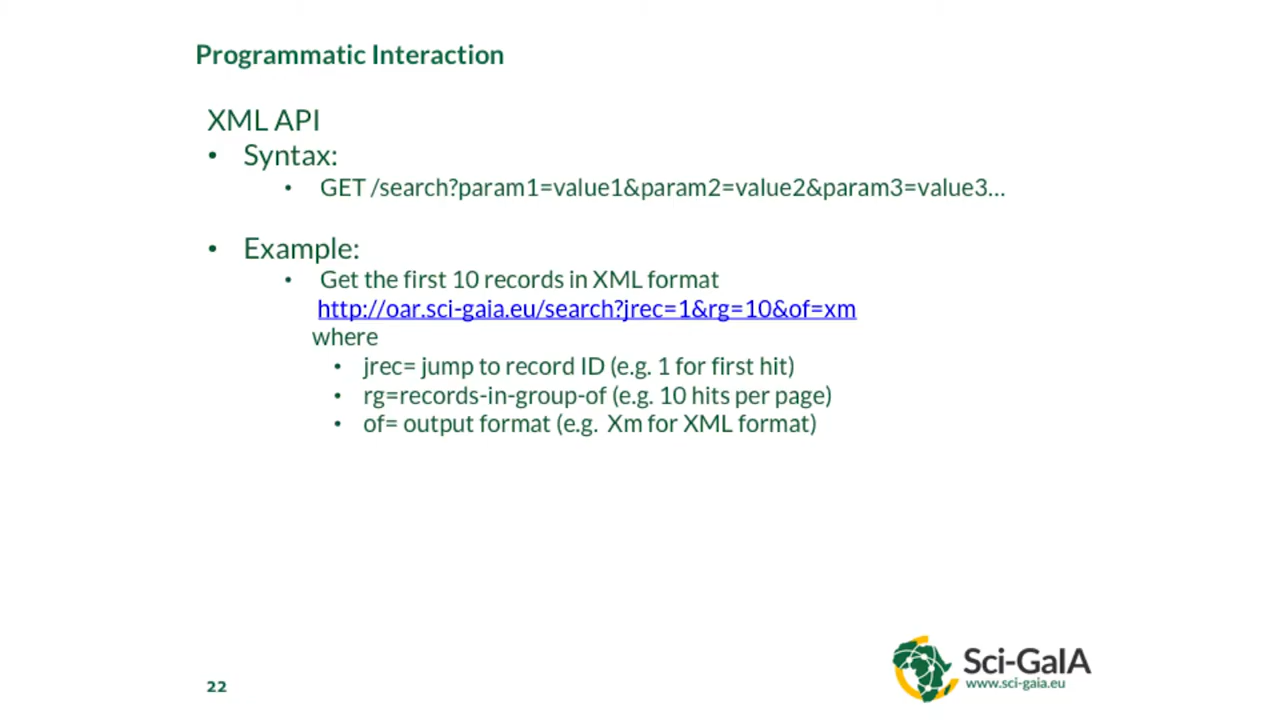 Programmatic Interaction
XML API
• Syntax:
• GET /search?param1=value1&param2=value2&param3=value3...
• Example:
• Get the first 10 records in XML format
http://oar.sci-gaia.eu/search?jrec=1&rg=10&of=xm
where
• jrec= jump to record ID (e.g. 1 for first hit)
• rg=records-in-group-of (e.g. 10 hits per page)
• of= output format (e.g. Xm for XML format)
Sci-GaIA
www.sci-gaia.eu
22